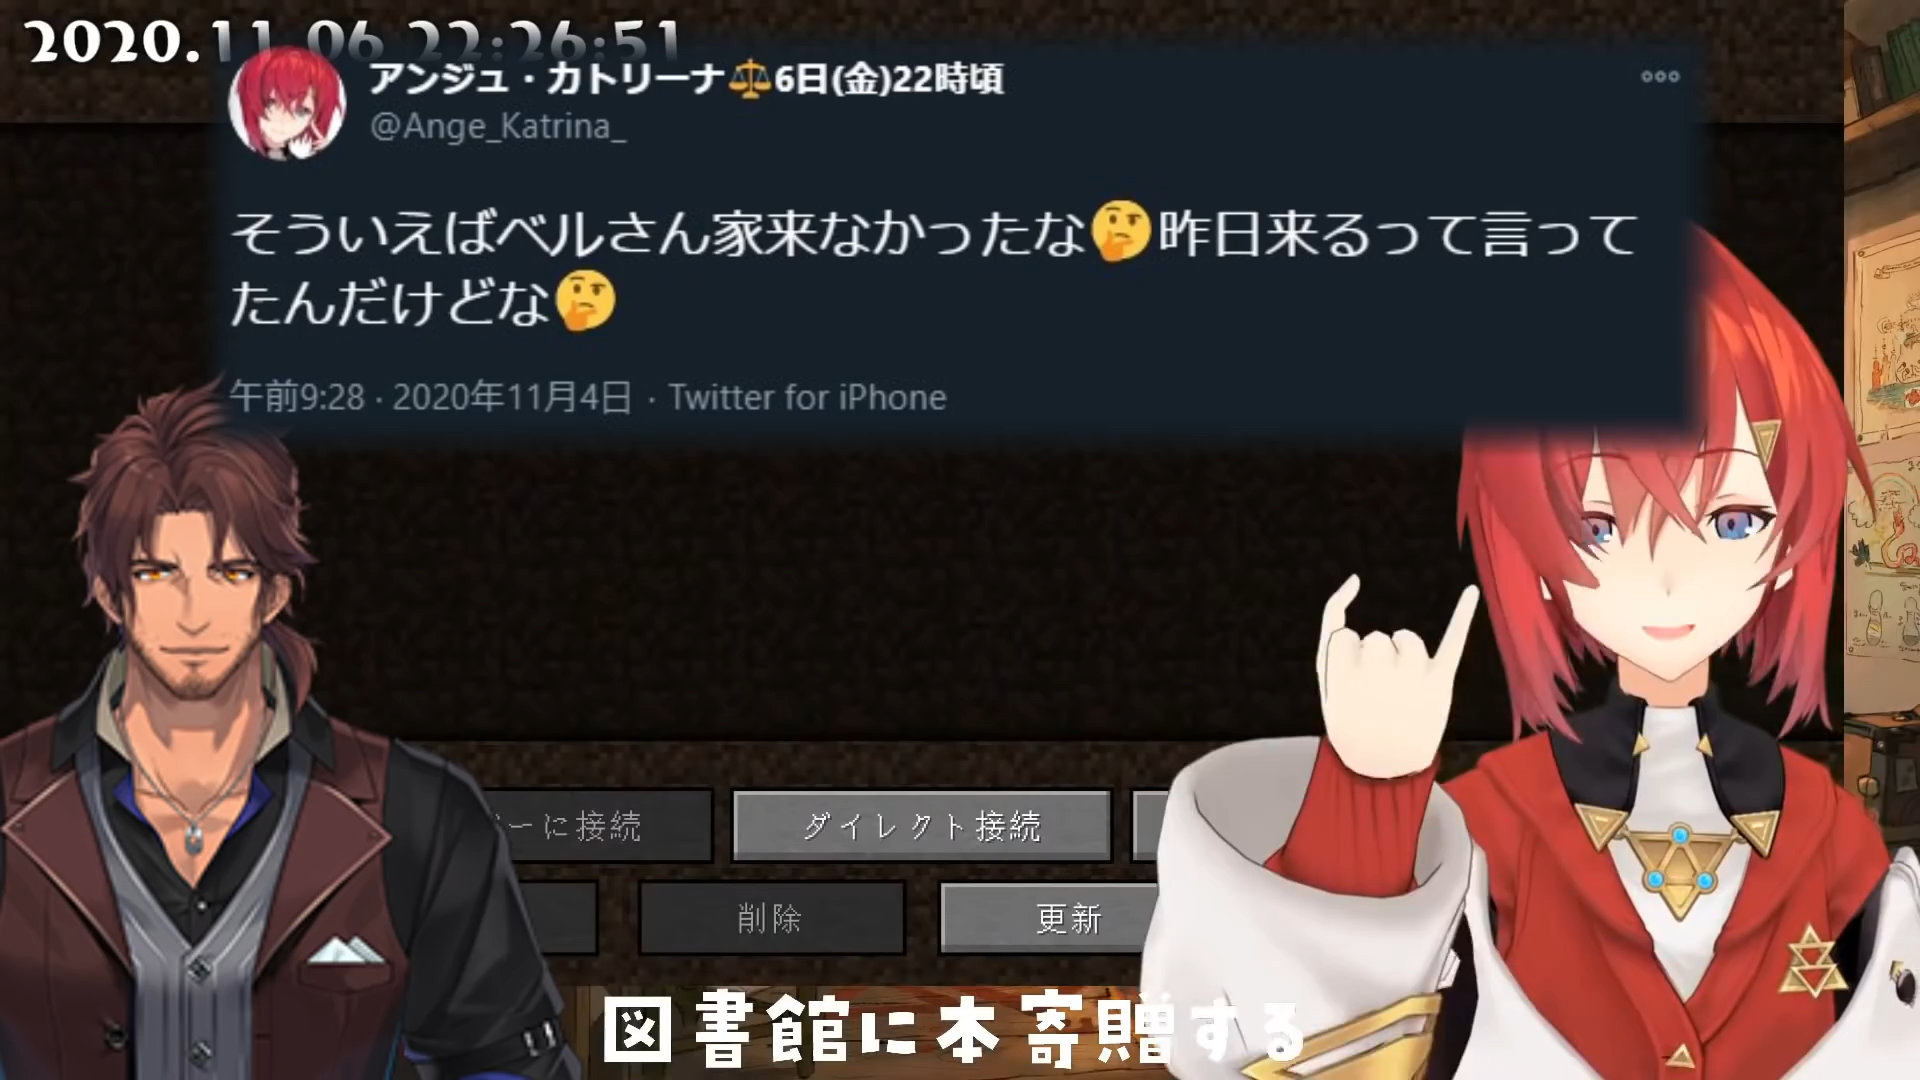 2020.11.06 22:26:51
アンジュ・カトリーナ⚖️6日(金)22時頃
@Ange_Katrina_
そういえばベルさん家来なかったな🤔昨日来るって言って
たんだけどな🤔
午前9:28 · 2020年11月4日 · Twitter for iPhone
ーに接続
ダイレクト接続
削除
更新
図書館に本寄贈する